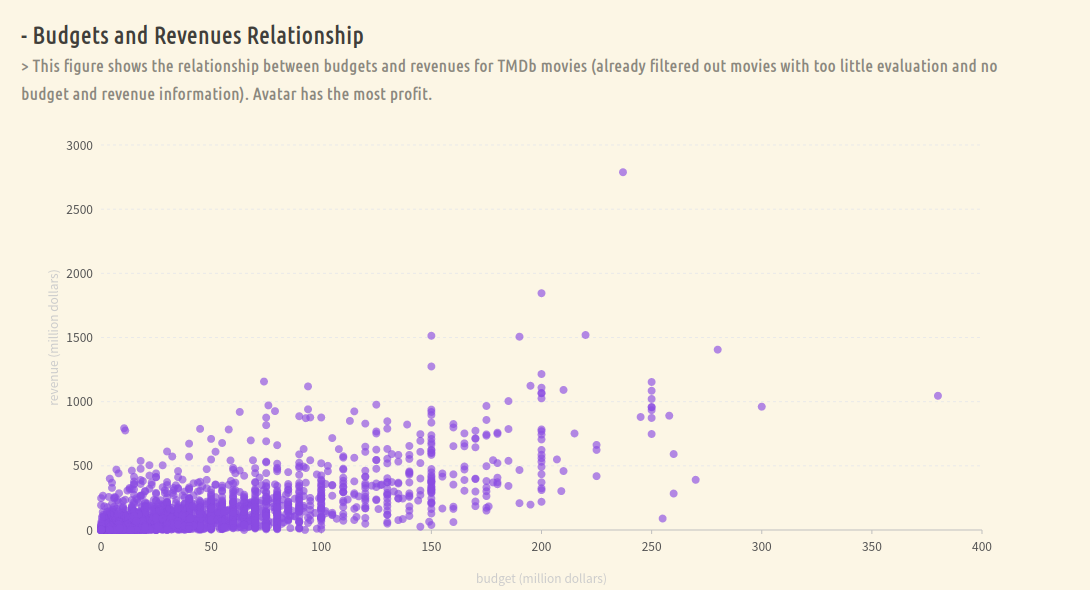 - Budgets and Revenues Relationship
> This figure shows the relationship between budgets and revenues for TMDb movies (already filtered out movies with too little evaluation and no
budget and revenue information). Avatar has the most profit.
3000
2500
2000
1500
1000
500
0
revenue (million dollars)
0 50 100 150 200 250 300 350 400
budget (million dollars)